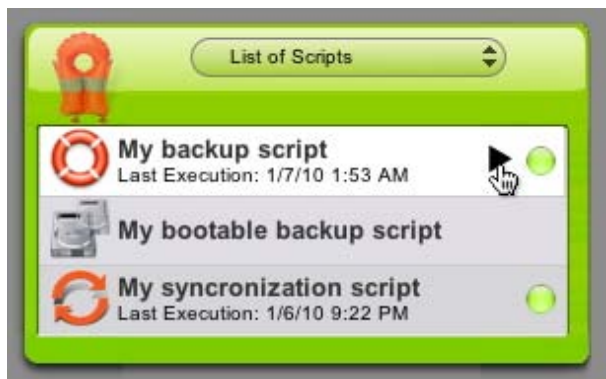 List of Scripts
My backup script
Last Execution: 1/7/10 1:53 AM
My bootable backup script
My syncronization script
Last Execution: 1/6/10 9:22 PM